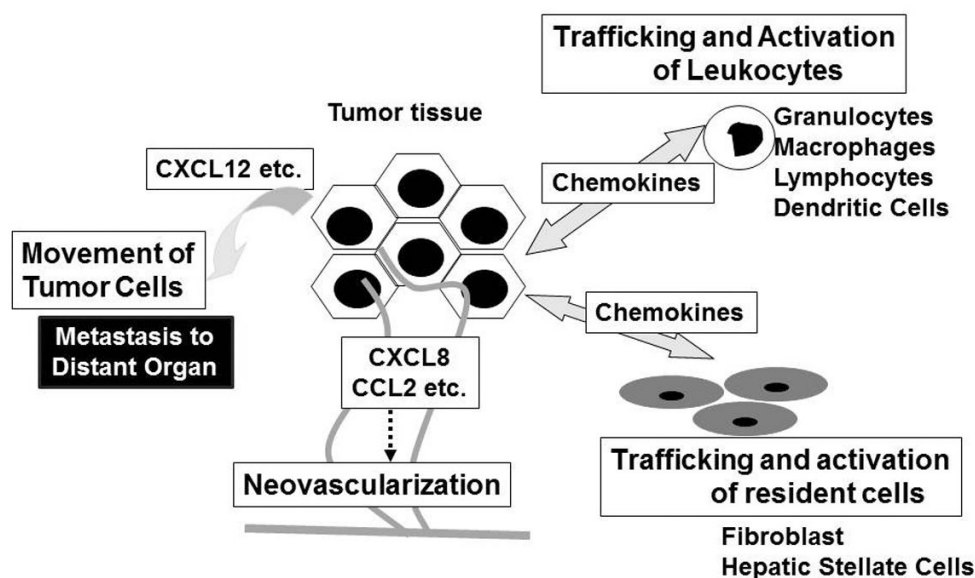 Trafficking and Activation
of Leukocytes
Tumor tissue
Granulocytes
Macrophages
Lymphocytes
Dendritic Cells
CXCL12 etc.
Chemokines
Movement of
Tumor Cells
Metastasis to
Distant Organ
Chemokines
CXCL8
CCL2 etc.
Neovascularization
Trafficking and activation
of resident cells
Fibroblast
Hepatic Stellate Cells